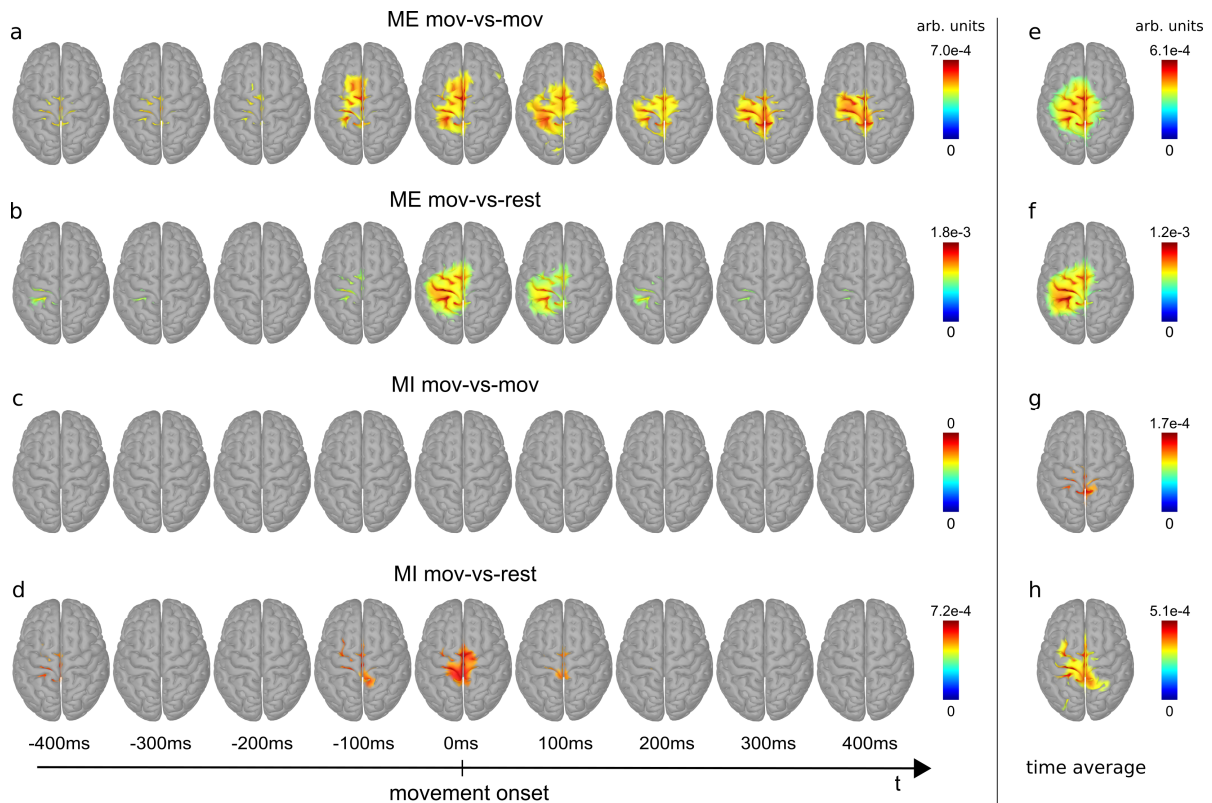 ME mov-vs-mov
a
arb. units
7.0e-4
0
e
arb. units
6.1e-4
0
ME mov-vs-rest
b
1.8e-3
0
f
1.2e-3
0
MI mov-vs-mov
c
0
0
g
1.7e-4
0
MI mov-vs-rest
d
7.2e-4
0
h
5.1e-4
0
-400ms -300ms -200ms -100ms 0ms 100ms 200ms 300ms 400ms
t
movement onset
time average